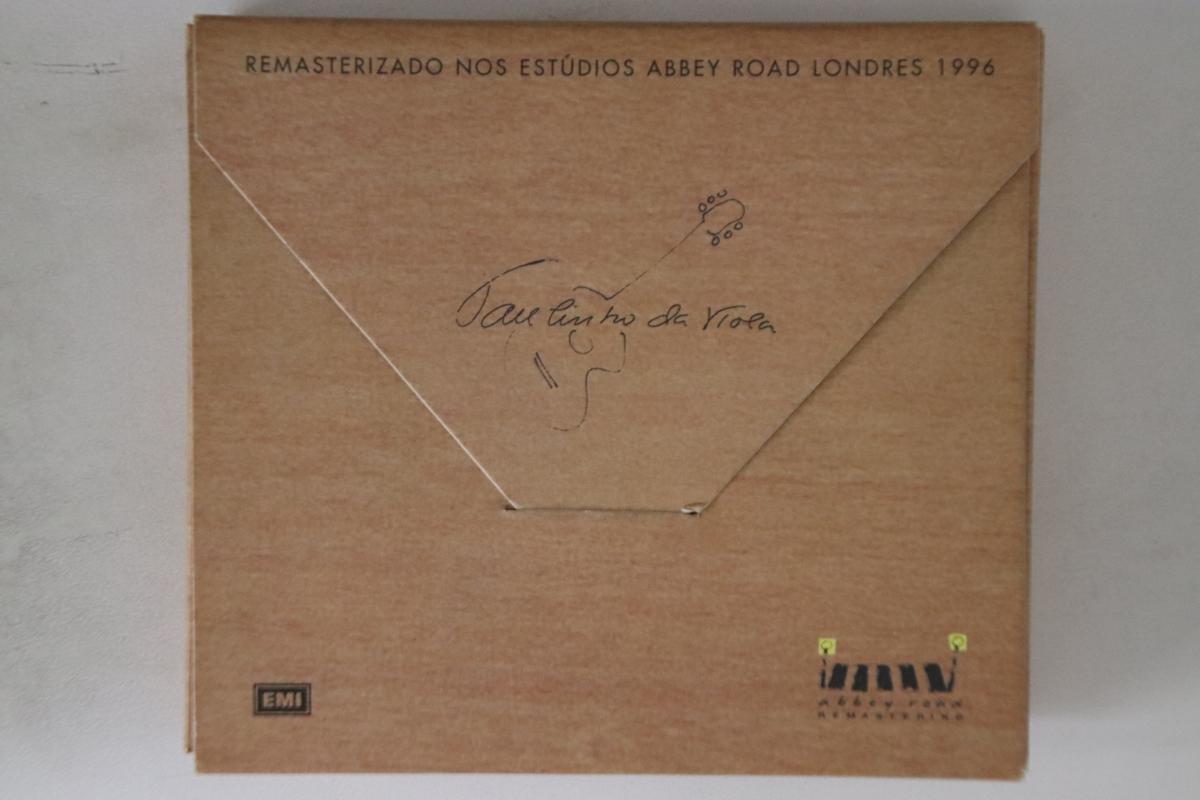 REMASTERIZADO NOS ESTÚDIOS ABBEY ROAD LONDRES 1996
Paulinho da Viola
EMI
abbey road
REMASTERING